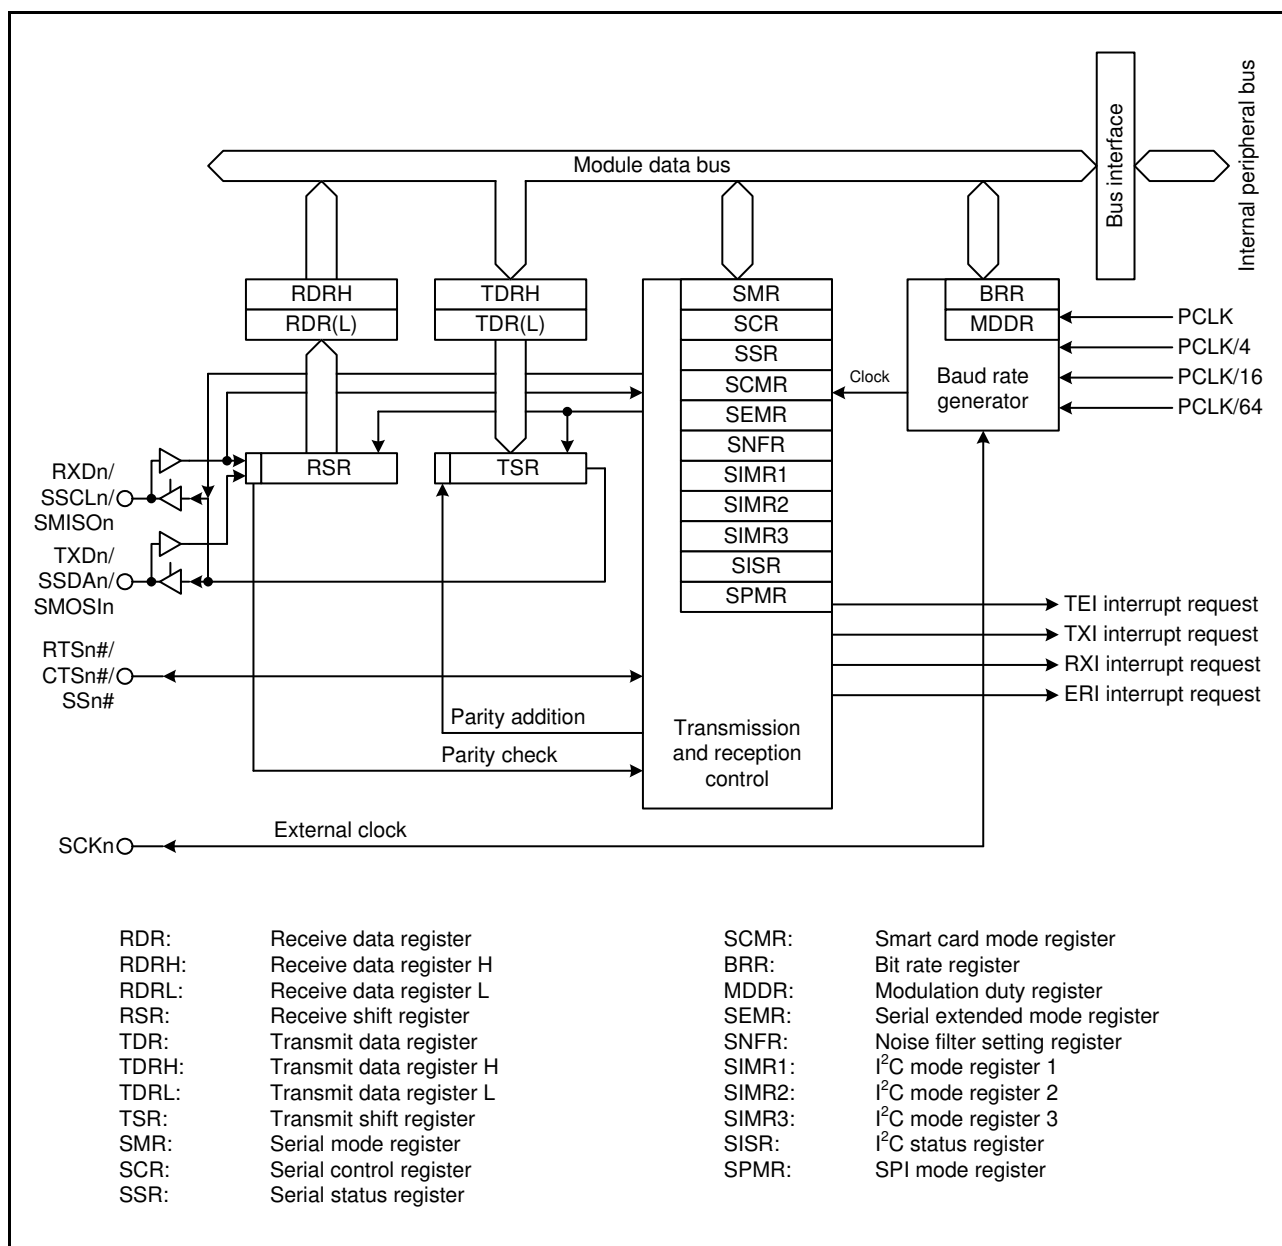 Module data bus
Bus interface
Internal peripheral bus
RDRH
RDR(L)
TDRH
TDR(L)
SMR
SCR
SSR
SCMR
SEMR
SNFR
SIMR1
SIMR2
SIMR3
SISR
SPMR
Transmission
and reception
control
BRR
MDDR
Baud rate
generator
Clock
PCLK
PCLK/4
PCLK/16
PCLK/64
RSR
TSR
RXDn/
SSCLn/
SMISOn
TXDn/
SSDAn/
SMOSIn
RTSn#/
CTSn#/
SSn#
TEI interrupt request
TXI interrupt request
RXI interrupt request
ERI interrupt request
Parity addition
Parity check
External clock
SCKn
RDR: Receive data register
RDRH: Receive data register H
RDRL: Receive data register L
RSR: Receive shift register
TDR: Transmit data register
TDRH: Transmit data register H
TDRL: Transmit data register L
TSR: Transmit shift register
SMR: Serial mode register
SCR: Serial control register
SSR: Serial status register
SCMR: Smart card mode register
BRR: Bit rate register
MDDR: Modulation duty register
SEMR: Serial extended mode register
SNFR: Noise filter setting register
SIMR1: I²C mode register 1
SIMR2: I²C mode register 2
SIMR3: I²C mode register 3
SISR: I²C status register
SPMR: SPI mode register